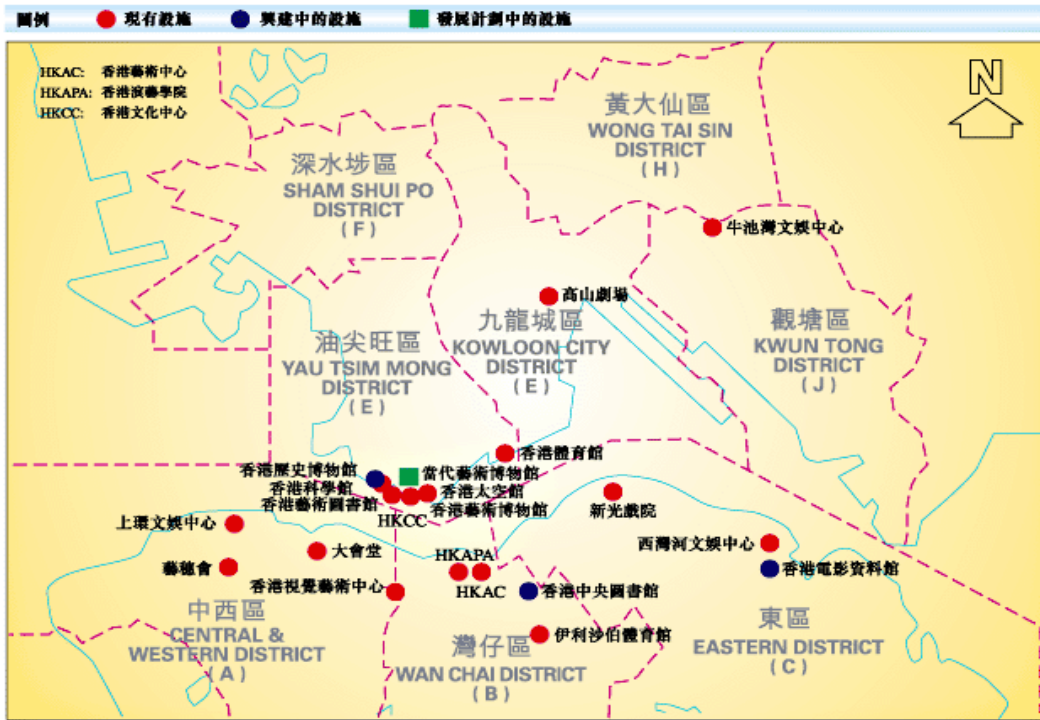 圖例 現有設施 興建中的設施 發展計劃中的設施
HKAC: 香港藝術中心
HKAPA: 香港演藝學院
HKCC: 香港文化中心
N
黃大仙區
WONG TAI SIN
DISTRICT
( H )
深水埗區
SHAM SHUI PO
DISTRICT
( F )
牛池灣文娛中心
高山劇場
九龍城區
KOWLOON CITY
DISTRICT
( E )
油尖旺區
YAU TSIM MONG
DISTRICT
( E )
觀塘區
KWUN TONG
DISTRICT
( J )
香港體育館
香港歷史博物館
當代藝術博物館
香港科學館
香港太空館
香港藝術圖書館
香港藝術博物館
HKCC
新光戲院
上環文娛中心
大會堂
西灣河文娛中心
藝穗會
HKAPA
香港電影資料館
香港視覺藝術中心
HKAC
香港中央圖書館
中西區
CENTRAL &
WESTERN DISTRICT
( A )
伊利沙伯體育館
灣仔區
WAN CHAI DISTRICT
( B )
東區
EASTERN DISTRICT
( C )